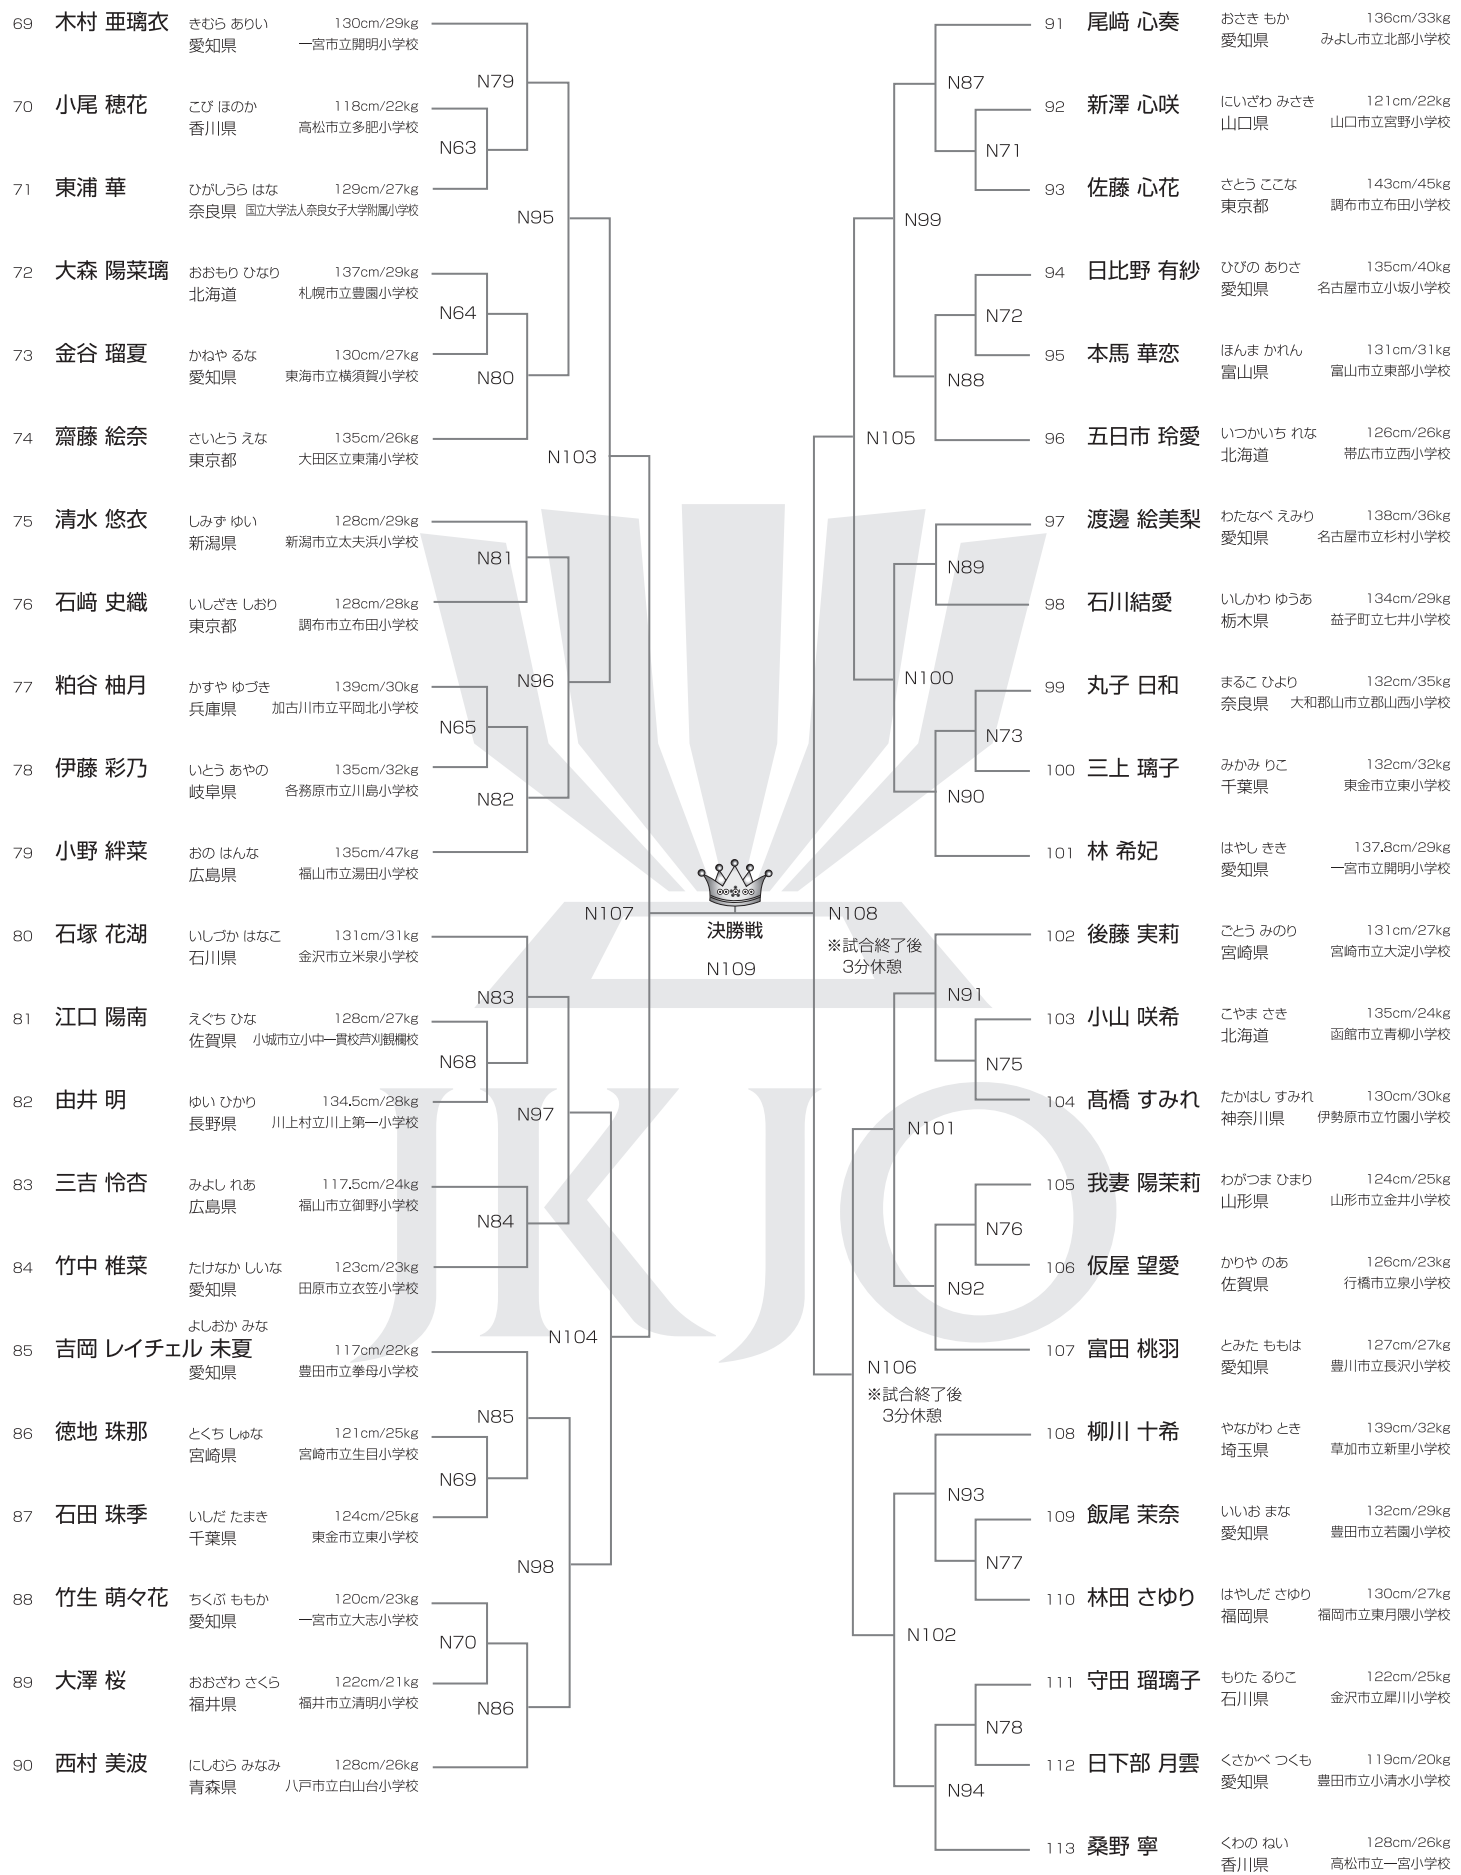 69 木村 亜璃衣 きむら ありい 130cm/29kg
愛知県 一宮市立開明小学校
N79
70 小尾 穂花 こび ほのか 118cm/22kg
香川県 高松市立多肥小学校
N63
71 東浦 華 ひがしうら はな 129cm/27kg
奈良県 国立大学法人奈良女子大学附属小学校
N95
72 大森 陽菜璃 おおもり ひなり 137cm/29kg
北海道 札幌市立豊園小学校
N64
73 金谷 瑠夏 かねや るな 130cm/27kg
愛知県 東海市立横須賀小学校
N80
74 齋藤 絵奈 さいとう えな 135cm/26kg
東京都 大田区立東蒲小学校
N103
75 清水 悠衣 しみず ゆい 128cm/29kg
新潟県 新潟市立太夫浜小学校
N81
76 石﨑 史織 いしざき しおり 128cm/28kg
東京都 調布市立布田小学校
N96
77 粕谷 柚月 かすや ゆづき 139cm/30kg
兵庫県 加古川市立平岡北小学校
N65
78 伊藤 彩乃 いとう あやの 135cm/32kg
岐阜県 各務原市立川島小学校
N82
79 小野 絆菜 おの はんな 135cm/47kg
広島県 福山市立湯田小学校
N107
80 石塚 花湖 いしづか はなこ 131cm/31kg
石川県 金沢市立米泉小学校
N83
81 江口 陽南 えぐち ひな 128cm/27kg
佐賀県 小城市立小中一貫校芦刈観瀾校
N68
82 由井 明 ゆい ひかり 134.5cm/28kg
長野県 川上村立川上第一小学校
N97
83 三吉 怜杏 みよし れあ 117.5cm/24kg
広島県 福山市立御野小学校
N84
84 竹中 椎菜 たけなか しいな 123cm/23kg
愛知県 田原市立衣笠小学校
N104
よしおか みな
85 吉岡 レイチェル 未夏 117cm/22kg
愛知県 豊田市立拳母小学校
N85
86 徳地 珠那 とくち しゅな 121cm/25kg
宮崎県 宮崎市立生目小学校
N69
87 石田 珠季 いしだ たまき 124cm/25kg
千葉県 東金市立東小学校
N98
88 竹生 萌々花 ちくぶ ももか 120cm/23kg
愛知県 一宮市立大志小学校
N70
89 大澤 桜 おおざわ さくら 122cm/21kg
福井県 福井市立清明小学校
N86
90 西村 美波 にしむら みなみ 128cm/26kg
青森県 八戸市立白山台小学校
決勝戦
N109
JKJO
91 尾﨑 心奏 おさき もか 136cm/33kg
愛知県 みよし市立北部小学校
N87
92 新澤 心咲 にいざわ みさき 121cm/22kg
山口県 山口市立宮野小学校
N71
93 佐藤 心花 さとう ここな 143cm/45kg
東京都 調布市立布田小学校
N99
94 日比野 有紗 ひびの ありさ 135cm/40kg
愛知県 名古屋市立小坂小学校
N72
95 本馬 華恋 ほんま かれん 131cm/31kg
富山県 富山市立東部小学校
N88
96 五日市 玲愛 いつかいち れな 126cm/26kg
北海道 帯広市立西小学校
N105
97 渡邊 絵美梨 わたなべ えみり 138cm/36kg
愛知県 名古屋市立杉村小学校
N89
98 石川結愛 いしかわ ゆうあ 134cm/29kg
栃木県 益子町立七井小学校
N100
99 丸子 日和 まるこ ひより 132cm/35kg
奈良県 大和郡山市立郡山西小学校
N73
100 三上 璃子 みかみ りこ 132cm/32kg
千葉県 東金市立東小学校
N90
101 林 希妃 はやし きき 137.8cm/29kg
愛知県 一宮市立開明小学校
N108
※試合終了後
3分休憩
102 後藤 実莉 ごとう みのり 131cm/27kg
宮崎県 宮崎市立大淀小学校
N91
103 小山 咲希 こやま さき 135cm/24kg
北海道 函館市立青柳小学校
N75
104 髙橋 すみれ たかはし すみれ 130cm/30kg
神奈川県 伊勢原市立竹園小学校
N101
105 我妻 陽茉莉 わがつま ひまり 124cm/25kg
山形県 山形市立金井小学校
N76
106 仮屋 望愛 かりや のあ 126cm/23kg
佐賀県 行橋市立泉小学校
N92
107 富田 桃羽 とみた ももは 127cm/27kg
愛知県 豊川市立長沢小学校
N106
※試合終了後
3分休憩
108 柳川 十希 やながわ とき 139cm/32kg
埼玉県 草加市立新里小学校
N93
109 飯尾 茉奈 いいお まな 132cm/29kg
愛知県 豊田市立若園小学校
N77
110 林田 さゆり はやしだ さゆり 130cm/27kg
福岡県 福岡市立東月隈小学校
N102
111 守田 瑠璃子 もりた るりこ 122cm/25kg
石川県 金沢市立犀川小学校
N78
112 日下部 月雲 くさかべ つくも 119cm/20kg
愛知県 豊田市立小清水小学校
N94
113 桑野 寧 くわの ねい 128cm/26kg
香川県 高松市立一宮小学校